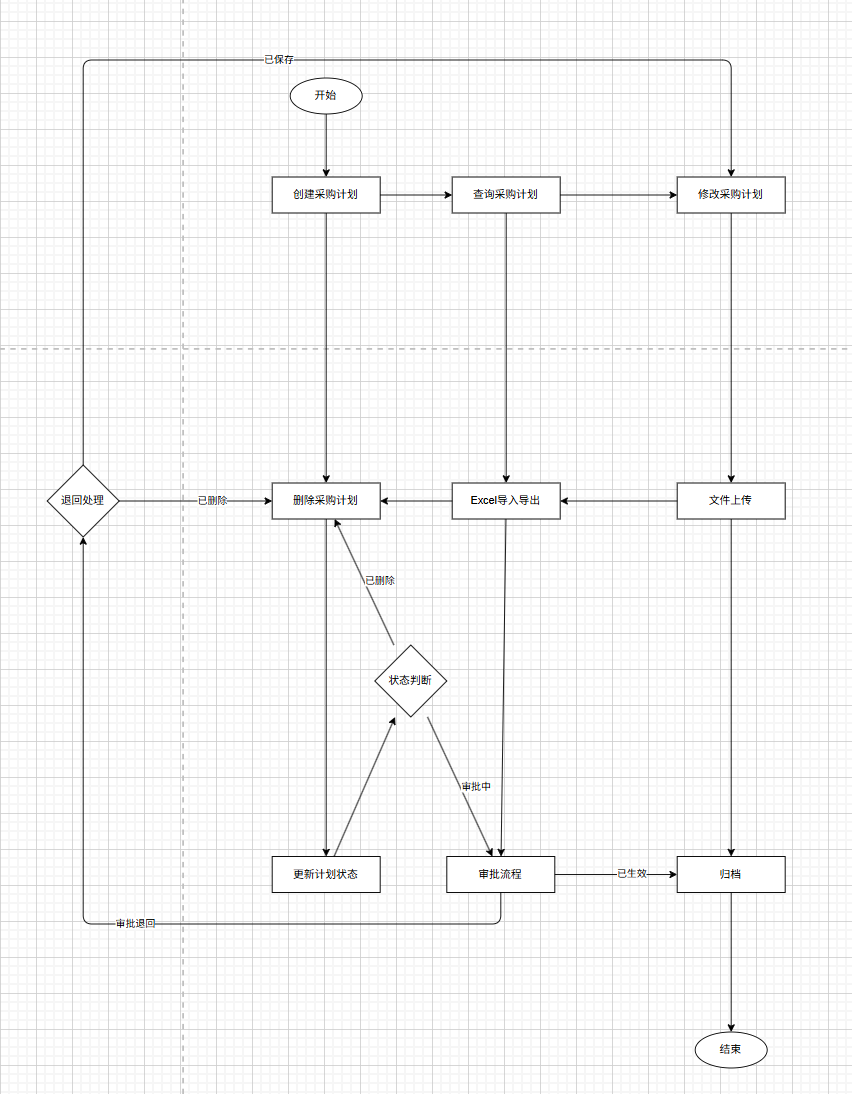 已保存
开始
创建采购计划
查询采购计划
修改采购计划
退回处理
已删除
删除采购计划
Excel导入导出
文件上传
已删除
状态判断
审批中
更新计划状态
审批流程
已生效
归档
审批退回
结束